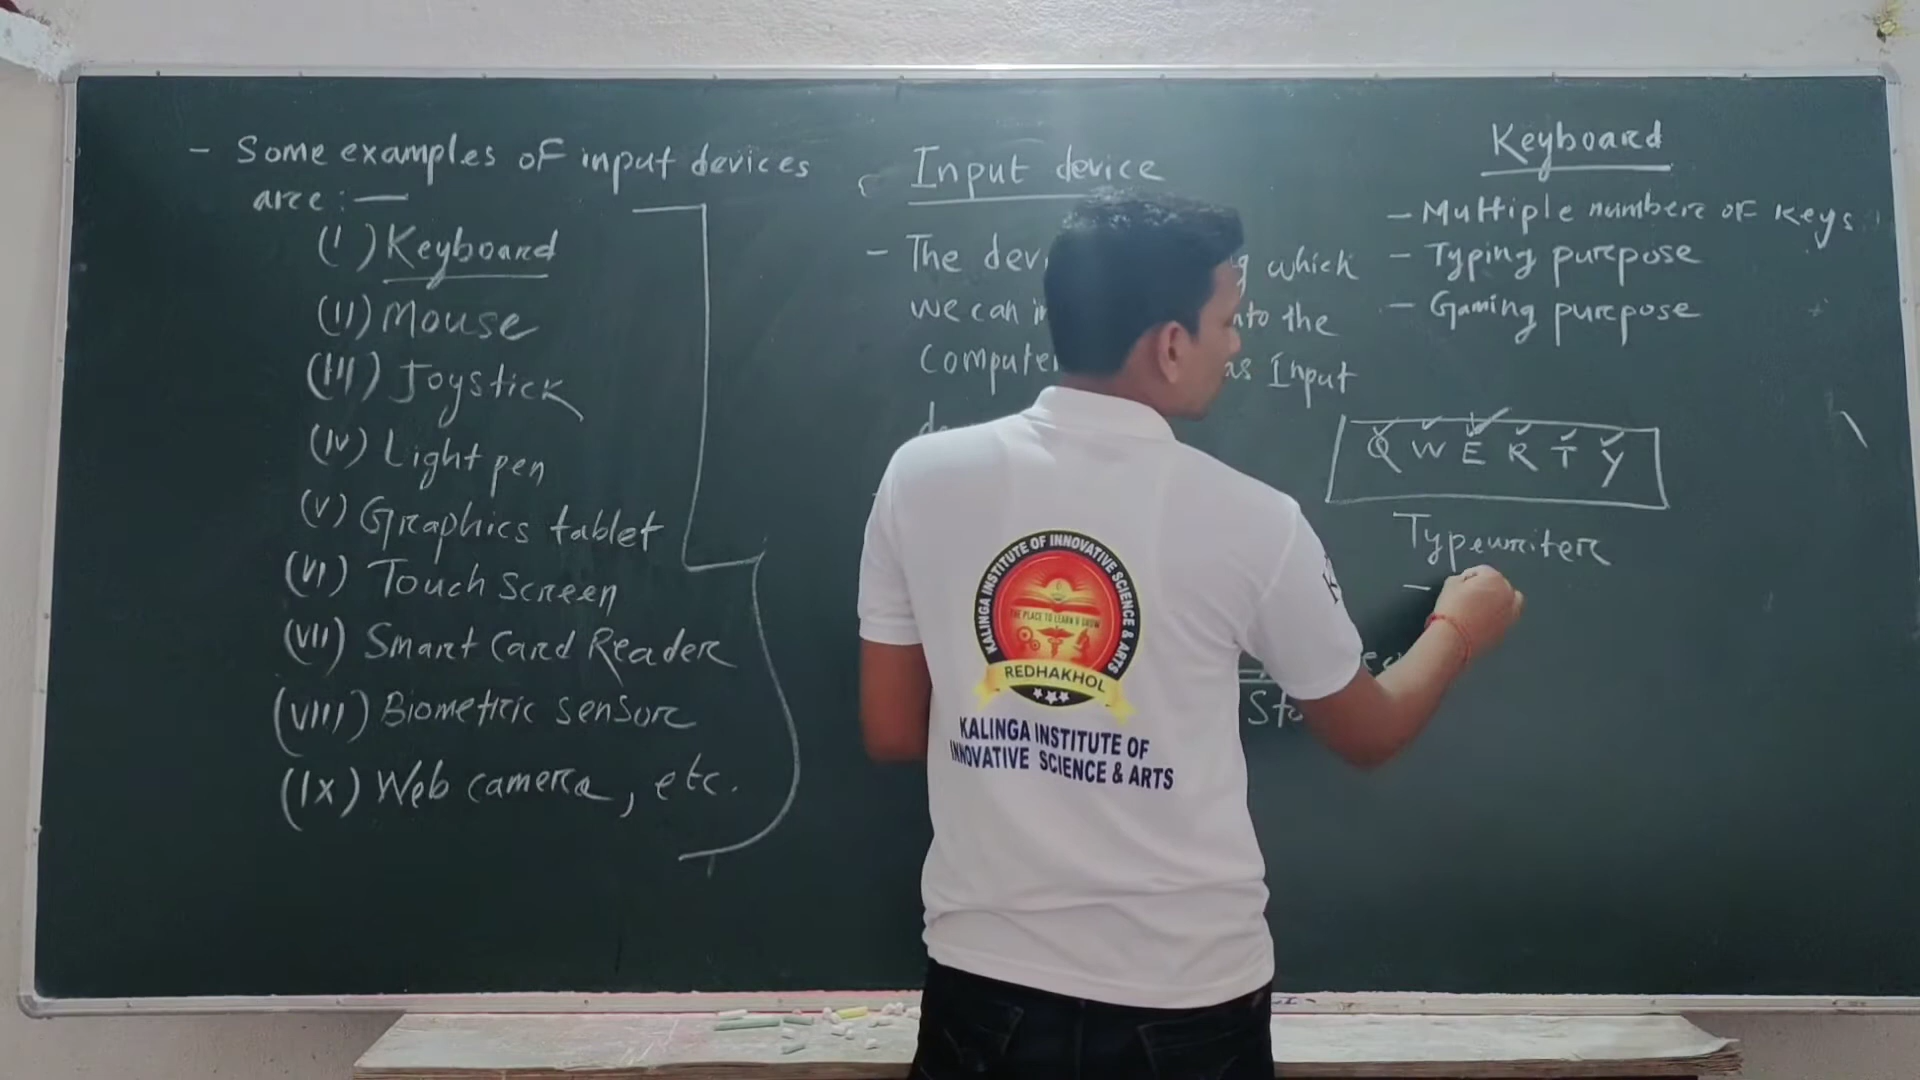 - Some examples of input devices
are:-
(I) Keyboard
(II) Mouse
(III) Joystick
(IV) Light pen
(V) Graphics tablet
(VI) Touch screen
(VII) Smart Card Reader
(VIII) Biometric sensor
(IX) Web camera, etc.
Input device
- The which
we can the
Computer as Input
Keyboard
- Multiple number of keys
- Typing purpose
- Gaming purpose
Q W E R T Y
Typewriter
-
KALINGA INSTITUTE OF INNOVATIVE SCIENCE & ARTS
THE PLACE TO LEARN & GROW
REDHAKHOL
KALINGA INSTITUTE OF
INNOVATIVE SCIENCE & ARTS